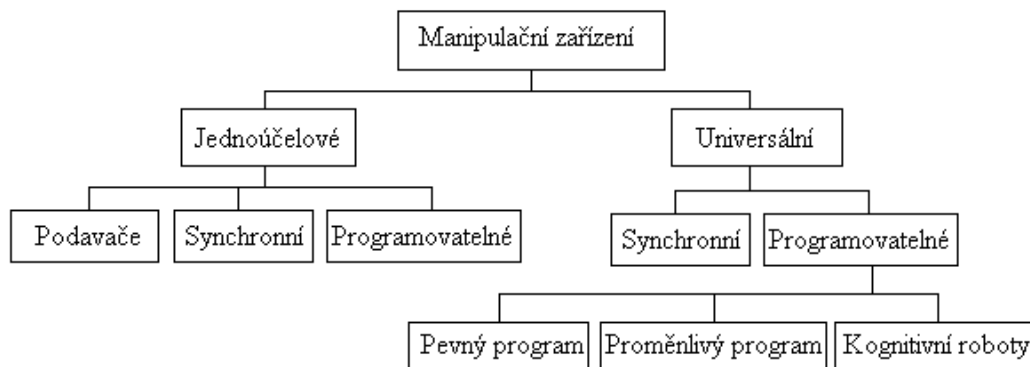 Manipulační zařízení
Jednoúčelové
Universální
Podavače
Synchronní
Programovatelné
Synchronní
Programovatelné
Pevný program
Proměnlivý program
Kognitivní roboty